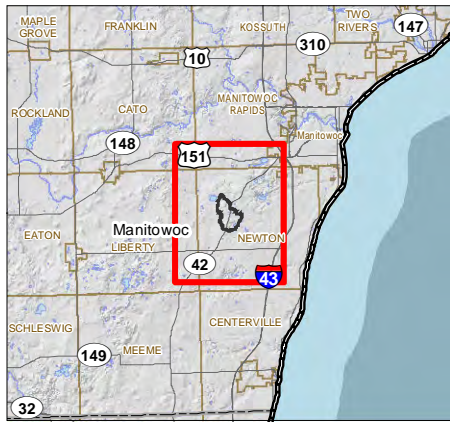 MAPLE
GROVE
FRANKLIN
KOSSUTH
TWO
RIVERS
147
310
10
ROCKLAND
CATO
MANITOWOC
RAPIDS
Manitowoc
148
151
EATON
Manitowoc
LIBERTY
NEWTON
42
43
SCHLESWIG
CENTERVILLE
149
MEEME
32